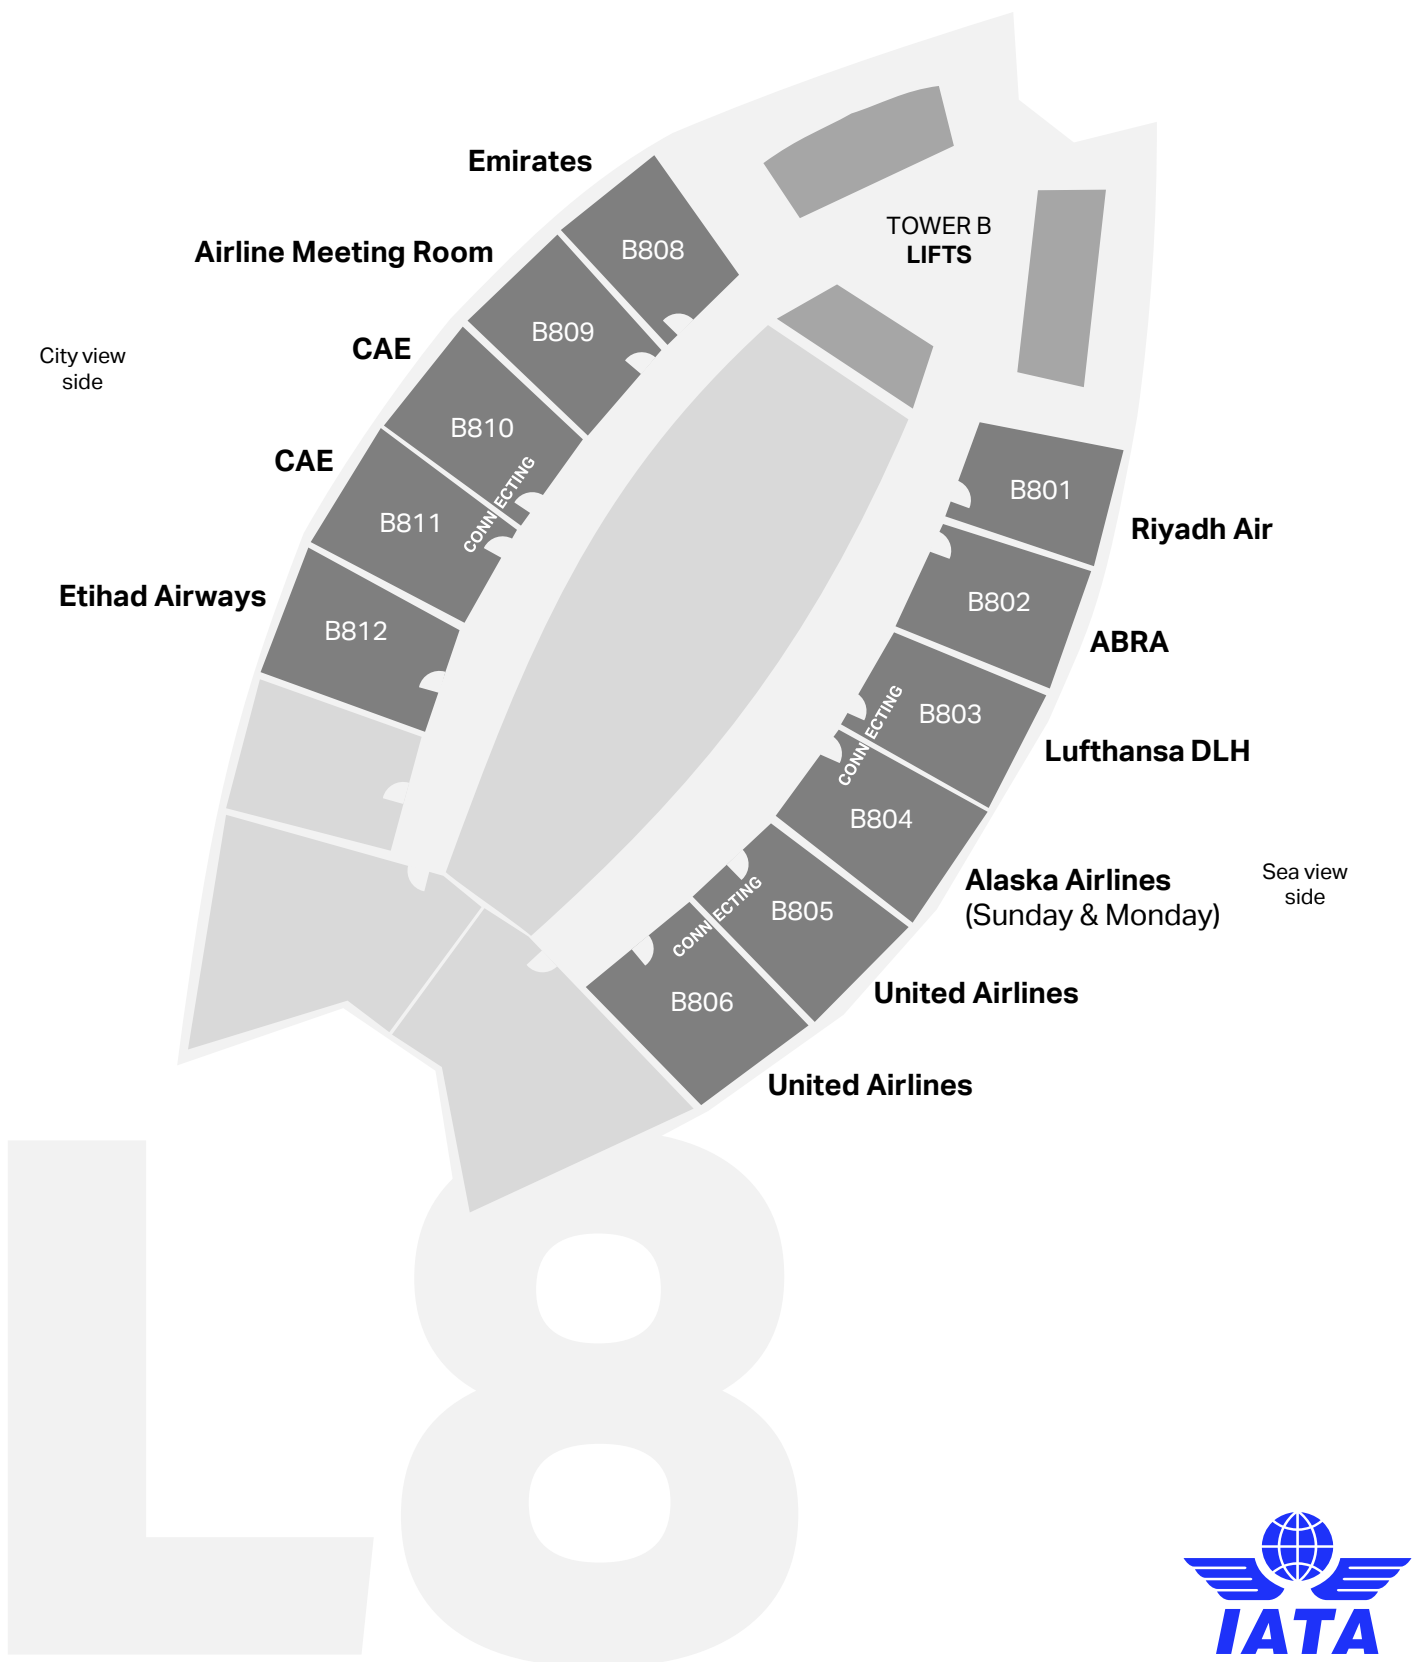 Emirates
B808
TOWER B
LIFTS
Airline Meeting Room
B809
City view
side
CAE
B810
CONNECTING
CAE
B811
Etihad Airways
B812
B801
Riyadh Air
B802
ABRA
B803
Lufthansa DLH
CONNECTING
B804
Alaska Airlines
(Sunday & Monday)
Sea view
side
B805
CONNECTING
United Airlines
B806
United Airlines
L8
IATA